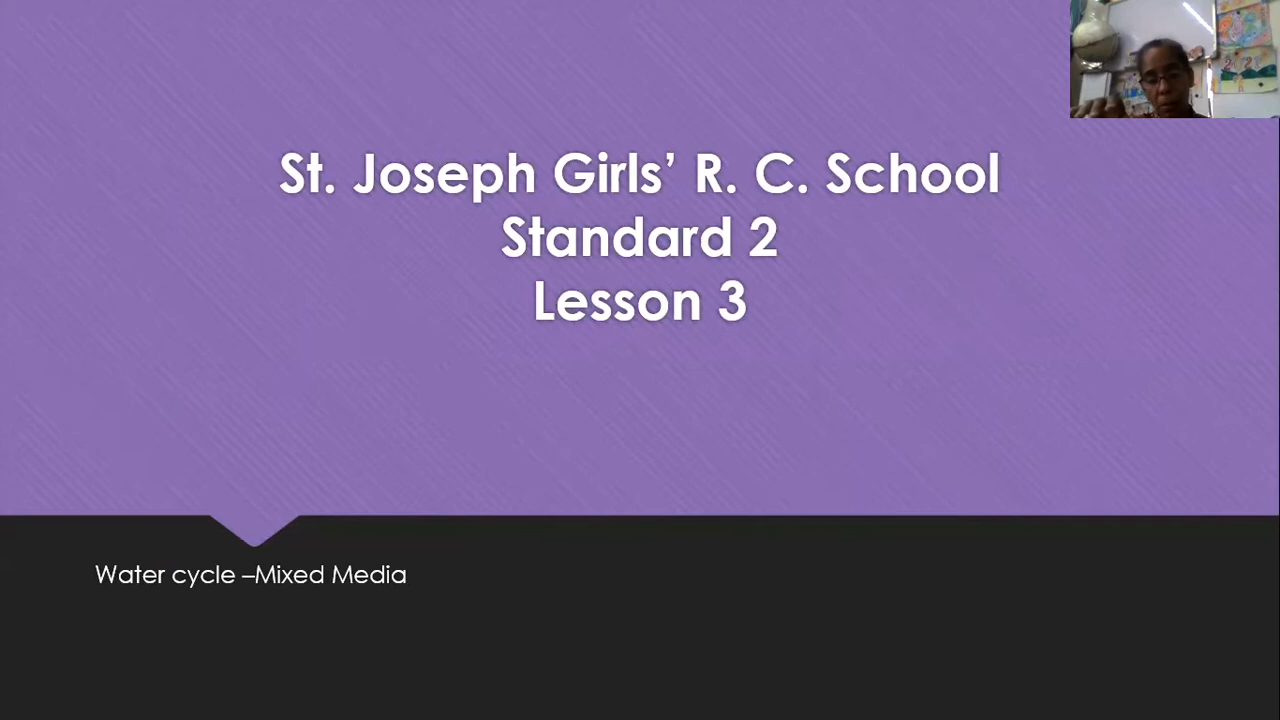 St. Joseph Girls’ R. C. School
Standard 2
Lesson 3
Water cycle –Mixed Media